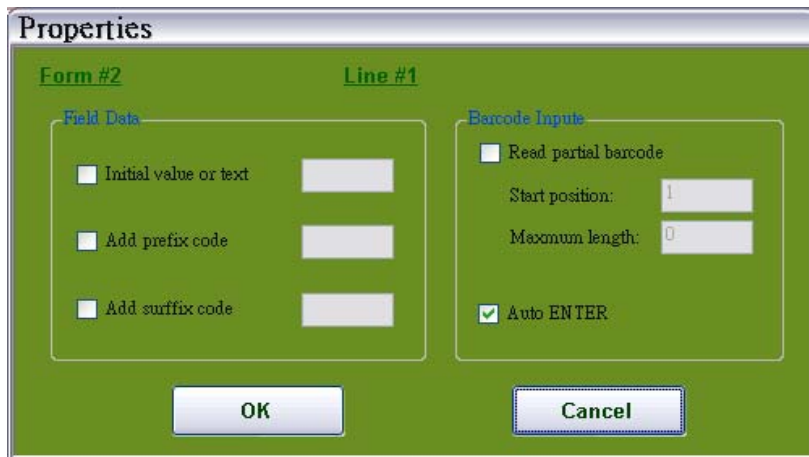 Properties
Form #2
Line #1
Field Data
Initial value or text
Add prefix code
Add surffix code
Barcode Inpute
Read partial barcode
Start position: 1
Maxmum length: 0
Auto ENTER
OK
Cancel